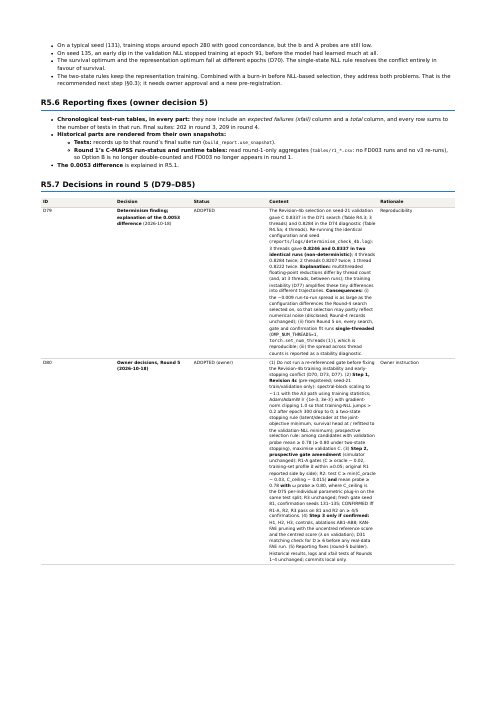 On a typical seed (131), training stops around epoch 280 with good concordance, but the b and A probes are still low.
On seed 135, an early dip in the validation NLL stopped training at epoch 91, before the model had learned much at all.
The survival optimum and the representation optimum fall at different epochs (D70). The single-state NLL rule resolves the conflict entirely in
favour of survival.
The two-state rules keep the representation training. Combined with a burn-in before NLL-based selection, they address both problems. That is the
recommended next step (§9.3); it needs an owner decision and a new pre-registration.
R5.6 Reporting fixes (owner decision 5)
Chronological test-run tables, in every part: they now include an expected failures (xfail) column and a total column, and every row sums to
the number of tests in that run. Final suites: 202 in round 3, 209 in round 4.
Historical parts are rendered from their own snapshots:
Tests: records up to that round's final suite run (build_report.use_snapshot).
Round 1's C-MAPSS run-status and runtime tables: read round-1-only aggregates (tables/r1_*.csv: no FD003 runs and no v3 re-runs),
so Option B is no longer double-counted and FD003 no longer appears in round 1.
The 0.0053 difference is explained in R5.1.
R5.7 Decisions in round 5 (D79–D85)
ID Decision Status Content Rationale
D79 Determinism finding; explanation of the 0.0053 difference (2026-10-18) ADOPTED The Revision-4b selection on seed-21 validation Reproducibility
gave C 0.8337 in the D71 search (Table R4.3; 3
threads) and 0.8284 in the D74 diagnostic (Table
R4.5a; 4 threads). Re-running the identical
configuration and seed
(reports/logs/determinism_check_4b.log):
3 threads gave 0.8246 and 0.8337 in two
identical runs (non-deterministic); 4 threads
0.8284 twice, 2 threads 0.8227 twice, 1 thread
0.8222 twice. Explanation: multithreaded
floating-point reductions differ by thread count
(and, at 3 threads, between runs); the training
instability (D77) amplifies those tiny differences
into different trajectories. Consequences: (i)
the ~0.009 run-to-run spread is as large as the
configuration differences the Round-4 search
selected on, so that selection may partly reflect
numerical noise (disclosed; Round-4 records
unchanged); (ii) from Round 5 on, every search,
gate and confirmation fit runs single-threaded
(OMP_NUM_THREADS=1,
torch.set_num_threads(1)), which is
reproducible; (iii) the spread across thread
counts is reported as a stability diagnostic.
D80 Owner decisions, Round 5 (2026-10-18) ADOPTED (owner) (1) Do not run a re-referenced gate before fixing Owner instruction
the Revision-4b training instability and early-
stopping conflict (D70, D73, D77). (2) Step 1,
Revision 4c (pre-registered; seed-21
train/validation only): spectral-block scaling to
~1.1 with the A3 path using training statistics;
gradient
norm clipping 1.0 so that training-NLL jumps >
0.2 after epoch 300 drop to 0; a two-state
stopping rule (latent/decoder at the joint-
objective minimum, survival head at / refitted to
the validation-NLL minimum); prospective
selection rule: among candidates with validation
probe mean ≥ 0.78 (≥ 0.80 under two-state
stopping), maximise validation C. (3) Step 2,
prospective gate amendment (simulator
unchanged): R1-A gates (C ≥ oracle − 0.02,
original R1
reported side by side); R2:
and mean probe ≥
0.78 with ω probe ≥ 0.80, where C_ceiling is
the D75 per-individual parametric plug-in on the
same test split; R3 unchanged; fresh gate seed
81, confirmation seeds 131–135; CONFIRMED iff
R1-A, R2, R3 pass on 81 and R2 on ≥ 4/5
confirmations. (4) Step 3 only if confirmed:
H1, H2, H3, controls, ablations AB1–AB8; KAN-
FAE pruning with the uncentred reference score
and the centred score (λ on validation); D31
matching check for D ≥ 6 before any real-data
FAE run. (5) Reporting fixes (round-5 builder).
Historical results, logs and xfail tests of Rounds
1–4 unchanged; commits local only.